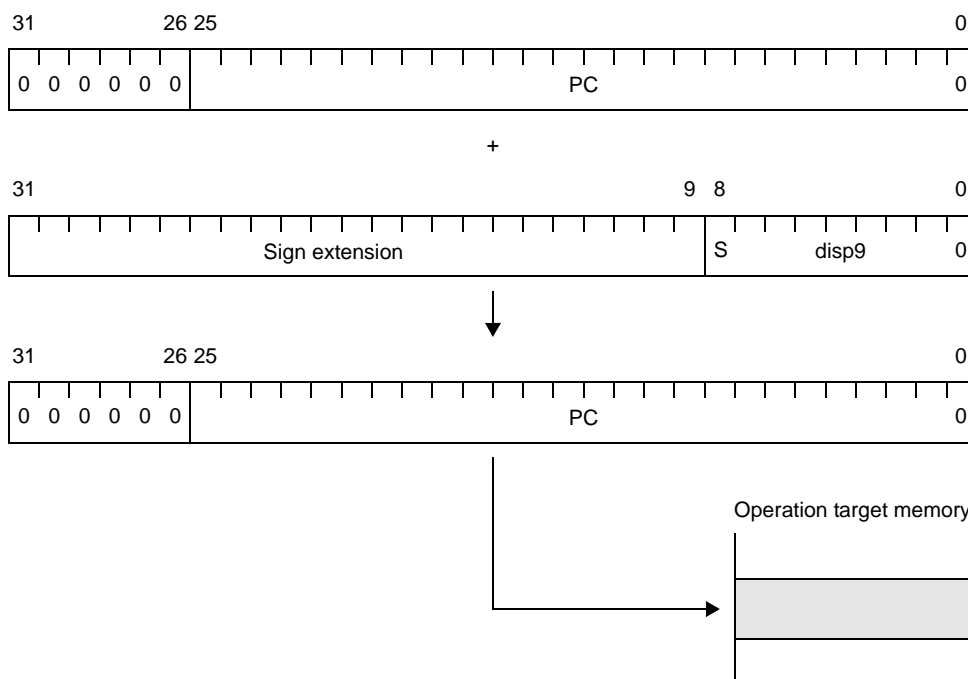 31 26 25 0
0 0 0 0 0 0 PC 0
+
31 9 8 0
Sign extension S disp9 0
31 26 25 0
0 0 0 0 0 0 PC 0
Operation target memory